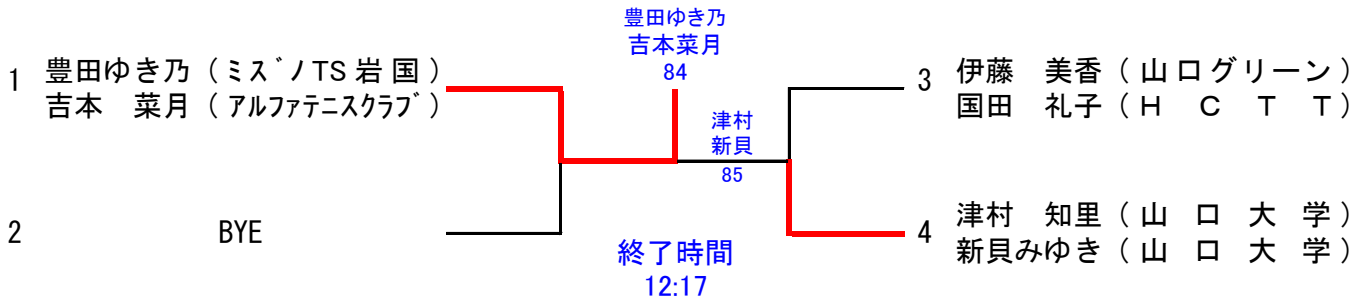 豊田ゆき乃
吉本菜月
84
1 豊田ゆき乃（ミズノTS岩国）
吉本　菜月（アルファテニスクラブ）
津村
新貝
85
3 伊藤　美香（山口グリーン）
国田　礼子（H　C　T　T）
2 BYE
4 津村　知里（山　口　大　学）
新貝みゆき（山　口　大　学）
終了時間
12:17